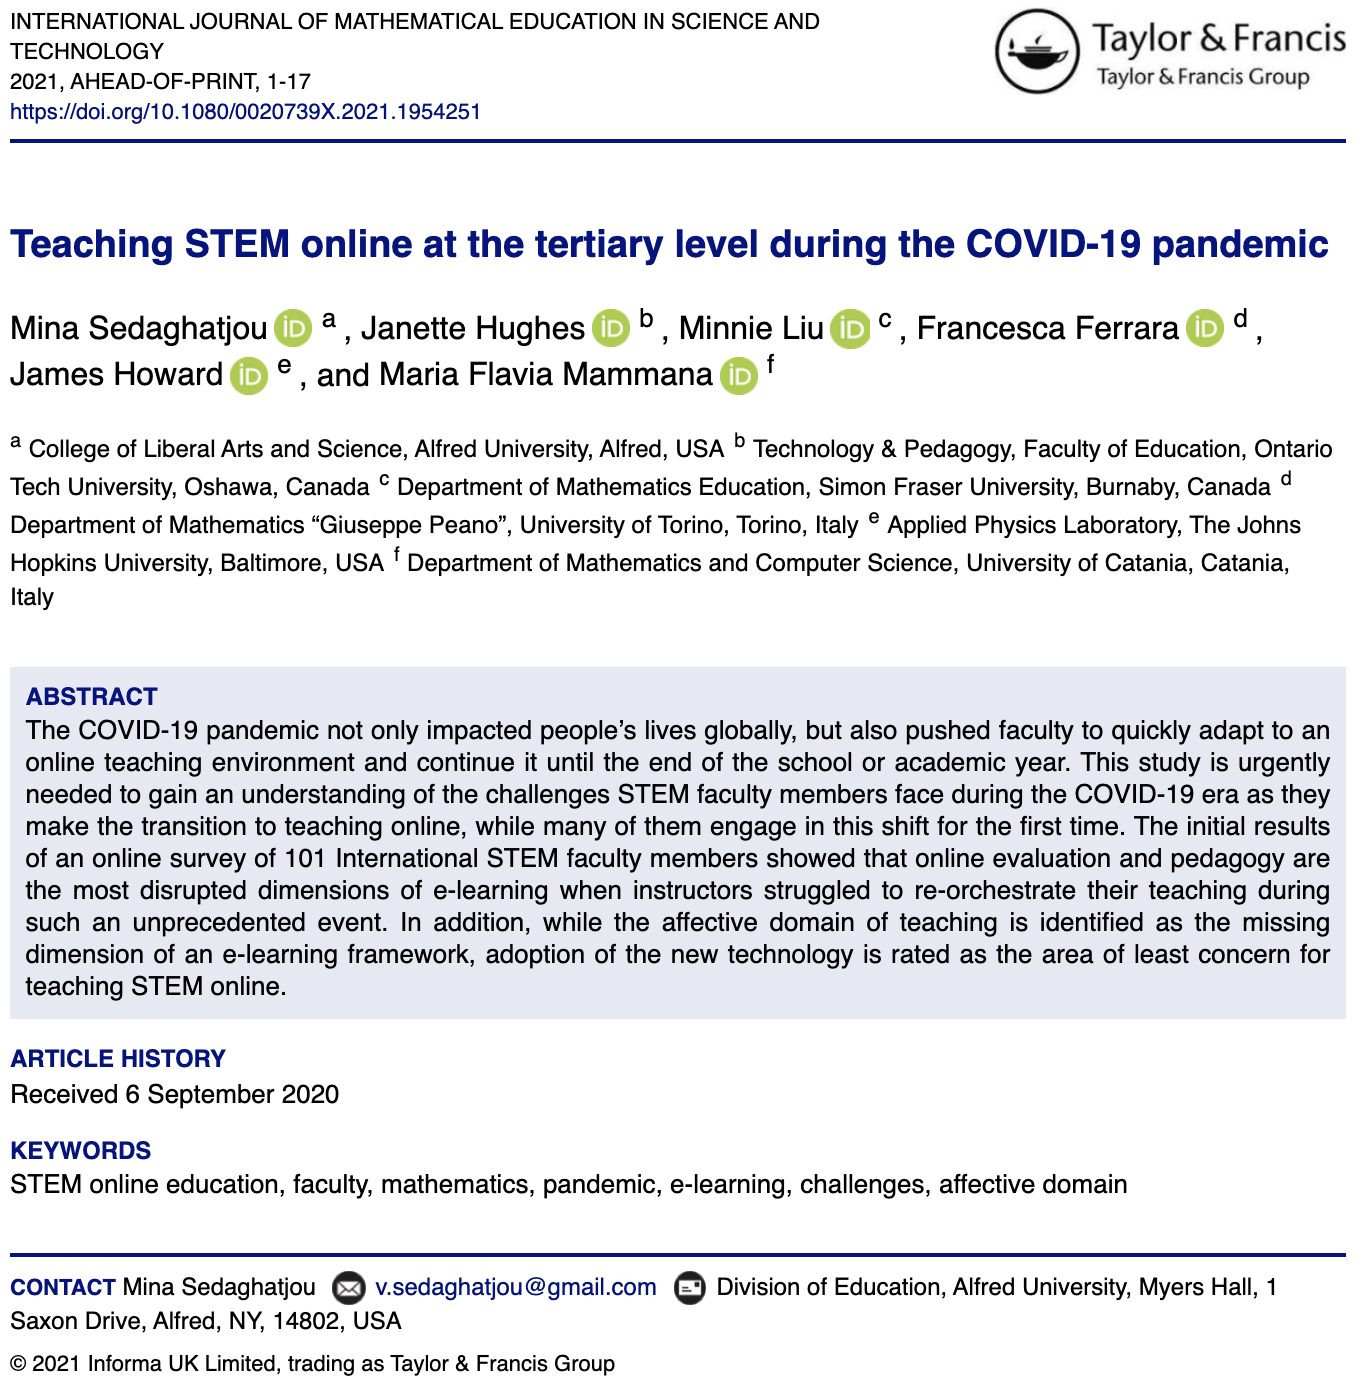 INTERNATIONAL JOURNAL OF MATHEMATICAL EDUCATION IN SCIENCE AND
TECHNOLOGY
2021, AHEAD-OF-PRINT, 1-17
https://doi.org/10.1080/0020739X.2021.1954251
Taylor & Francis
Taylor & Francis Group
Teaching STEM online at the tertiary level during the COVID-19 pandemic
Mina Sedaghatjou iD a , Janette Hughes iD b , Minnie Liu iD c , Francesca Ferrara iD d ,
James Howard iD e , and Maria Flavia Mammana iD f
a College of Liberal Arts and Science, Alfred University, Alfred, USA b Technology & Pedagogy, Faculty of Education, Ontario
Tech University, Oshawa, Canada c Department of Mathematics Education, Simon Fraser University, Burnaby, Canada d
Department of Mathematics “Giuseppe Peano”, University of Torino, Torino, Italy e Applied Physics Laboratory, The Johns
Hopkins University, Baltimore, USA f Department of Mathematics and Computer Science, University of Catania, Catania,
Italy
ABSTRACT
The COVID-19 pandemic not only impacted people’s lives globally, but also pushed faculty to quickly adapt to an
online teaching environment and continue it until the end of the school or academic year. This study is urgently
needed to gain an understanding of the challenges STEM faculty members face during the COVID-19 era as they
make the transition to teaching online, while many of them engage in this shift for the first time. The initial results
of an online survey of 101 International STEM faculty members showed that online evaluation and pedagogy are
the most disrupted dimensions of e-learning when instructors struggled to re-orchestrate their teaching during
such an unprecedented event. In addition, while the affective domain of teaching is identified as the missing
dimension of an e-learning framework, adoption of the new technology is rated as the area of least concern for
teaching STEM online.
ARTICLE HISTORY
Received 6 September 2020
KEYWORDS
STEM online education, faculty, mathematics, pandemic, e-learning, challenges, affective domain
CONTACT Mina Sedaghatjou v.sedaghatjou@gmail.com Division of Education, Alfred University, Myers Hall, 1
Saxon Drive, Alfred, NY, 14802, USA
© 2021 Informa UK Limited, trading as Taylor & Francis Group